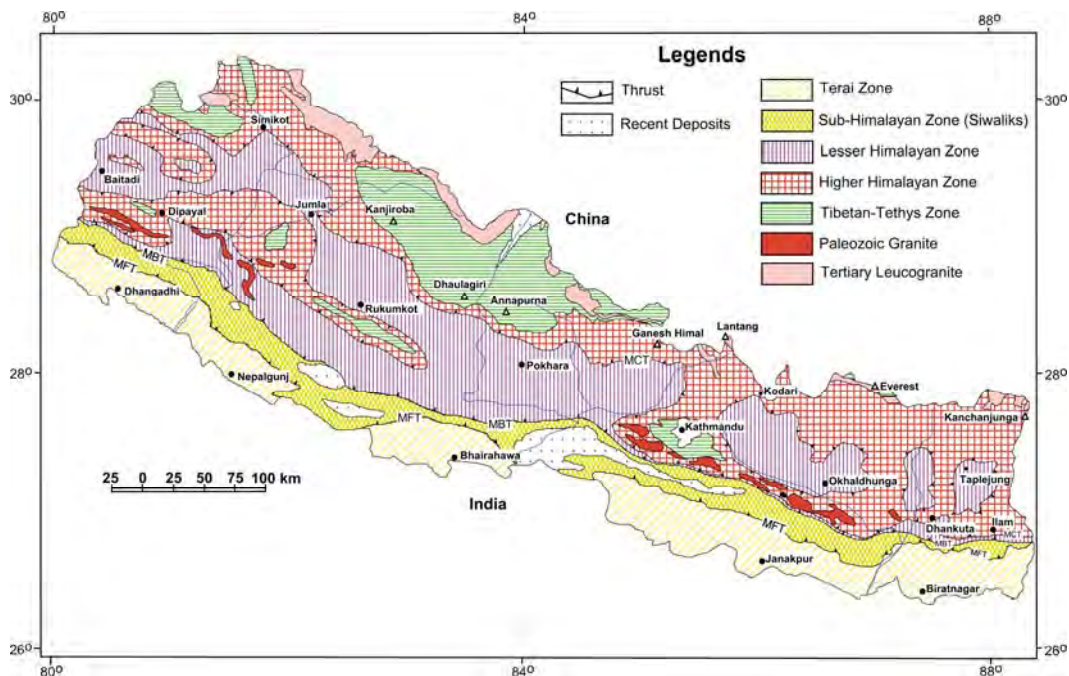 80° 84° 88°
Legends
Thrust
Recent Deposits
Terai Zone
Sub-Himalayan Zone (Siwaliks)
Lesser Himalayan Zone
Higher Himalayan Zone
Tibetan-Tethys Zone
Paleozoic Granite
Tertiary Leucogranite
30° 30°
Simikot
Baitadi
Dipayal
Jumla
Kanjiroba
China
MBT
MFT
Dhangadhi
Dhaulagiri
Annapurna
Rukumkot
Ganesh Himal
Lantang
MCT
28° 28°
Nepalgunj
Pokhara
Kodari
Everest
Kanchanjunga
MFT
MBT
Kathmandu
Bhairahawa
25 0 25 50 75 100 km
India
Okhaldhunga
Taplejung
MFT
Dhankuta
Ilam
MBT
MCT
MFT
Janakpur
Biratnagar
26° 26°
80° 84° 88°